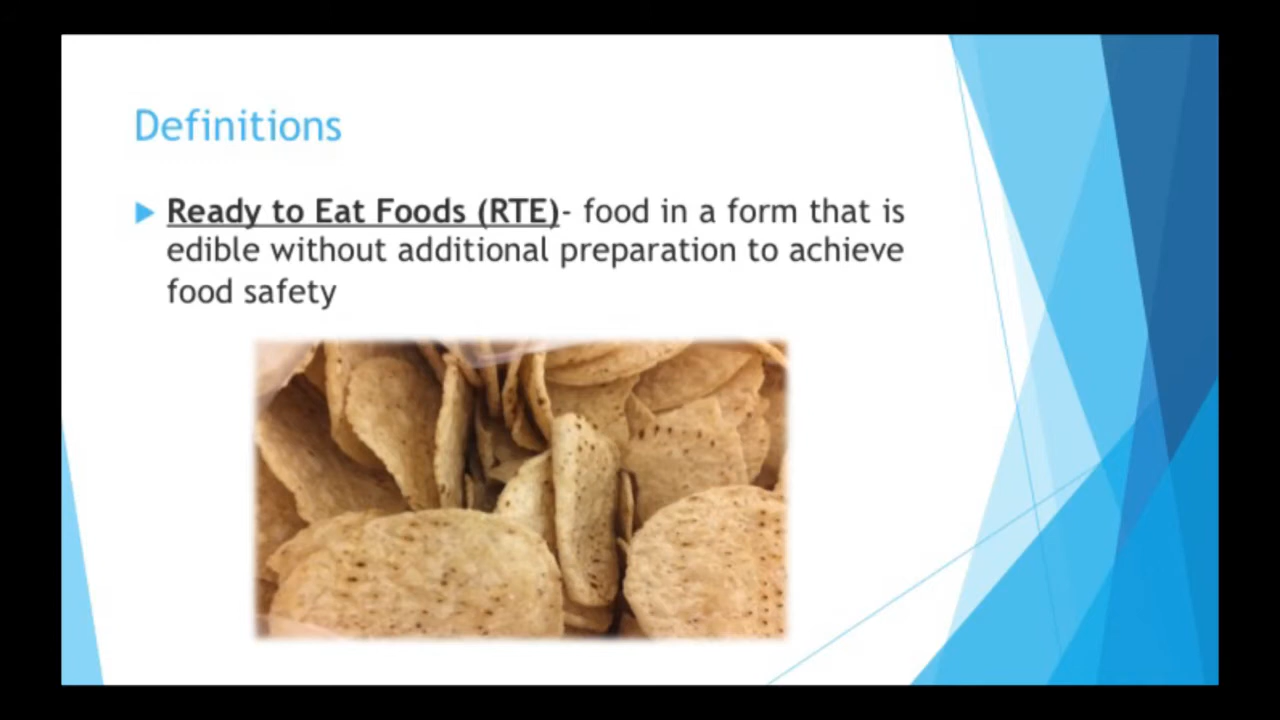 Definitions
Ready to Eat Foods (RTE)- food in a form that is
edible without additional preparation to achieve
food safety